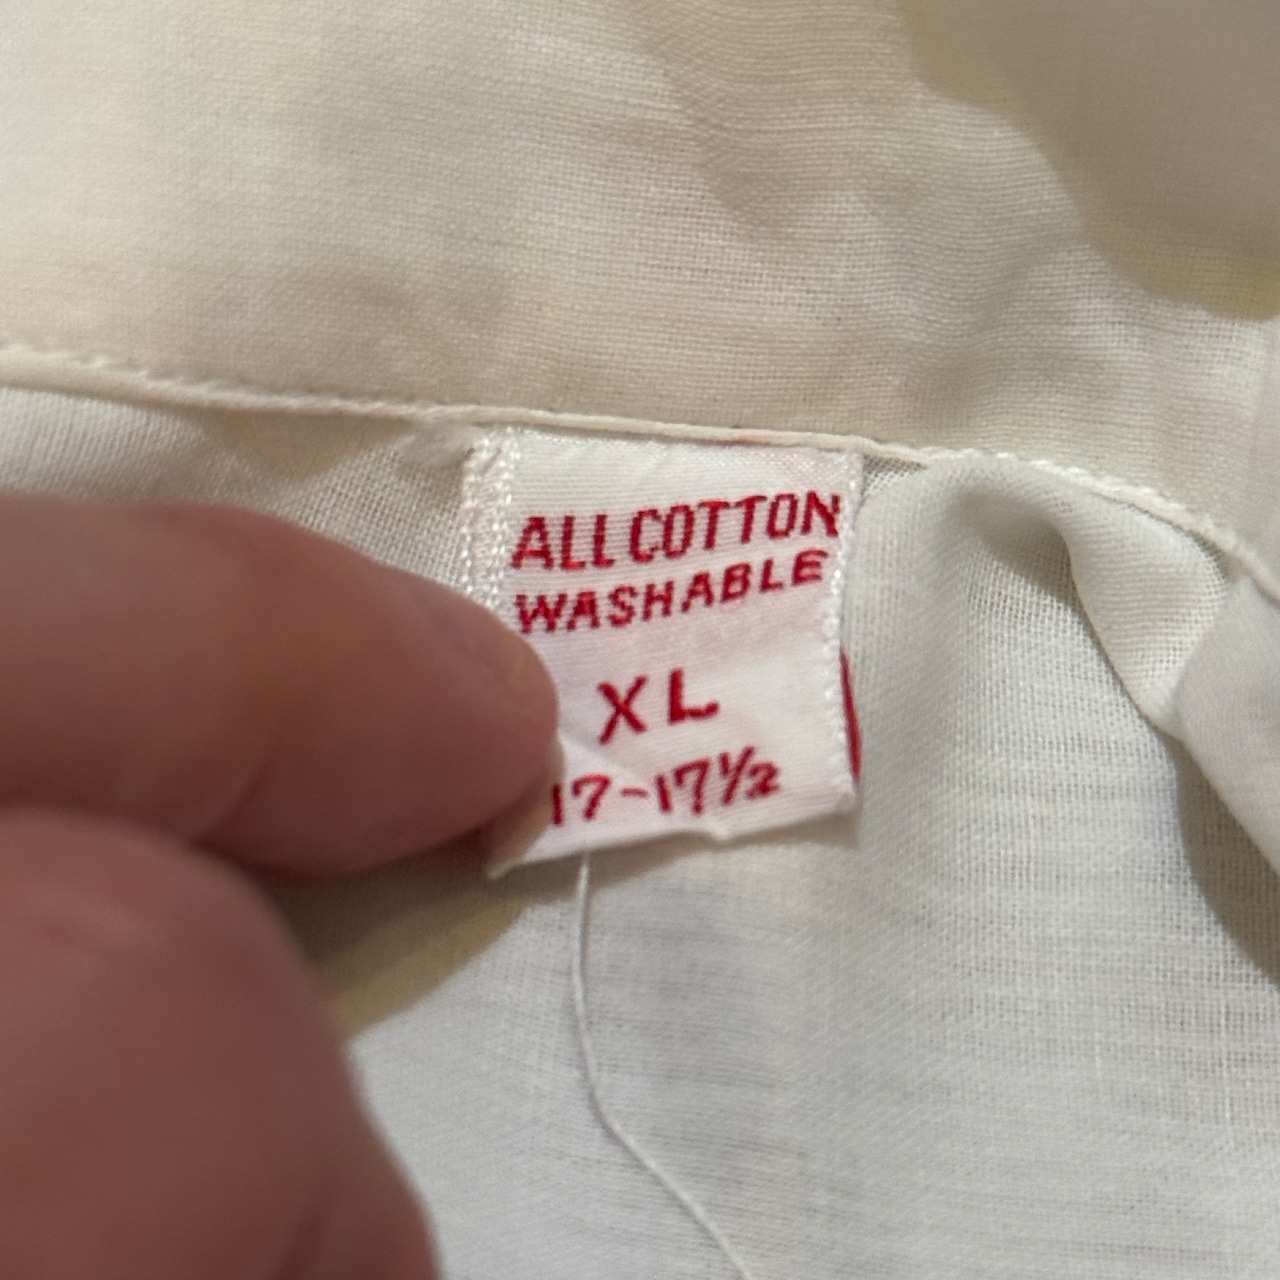 ALL COTTON
WASHABLE
XL
17-17½